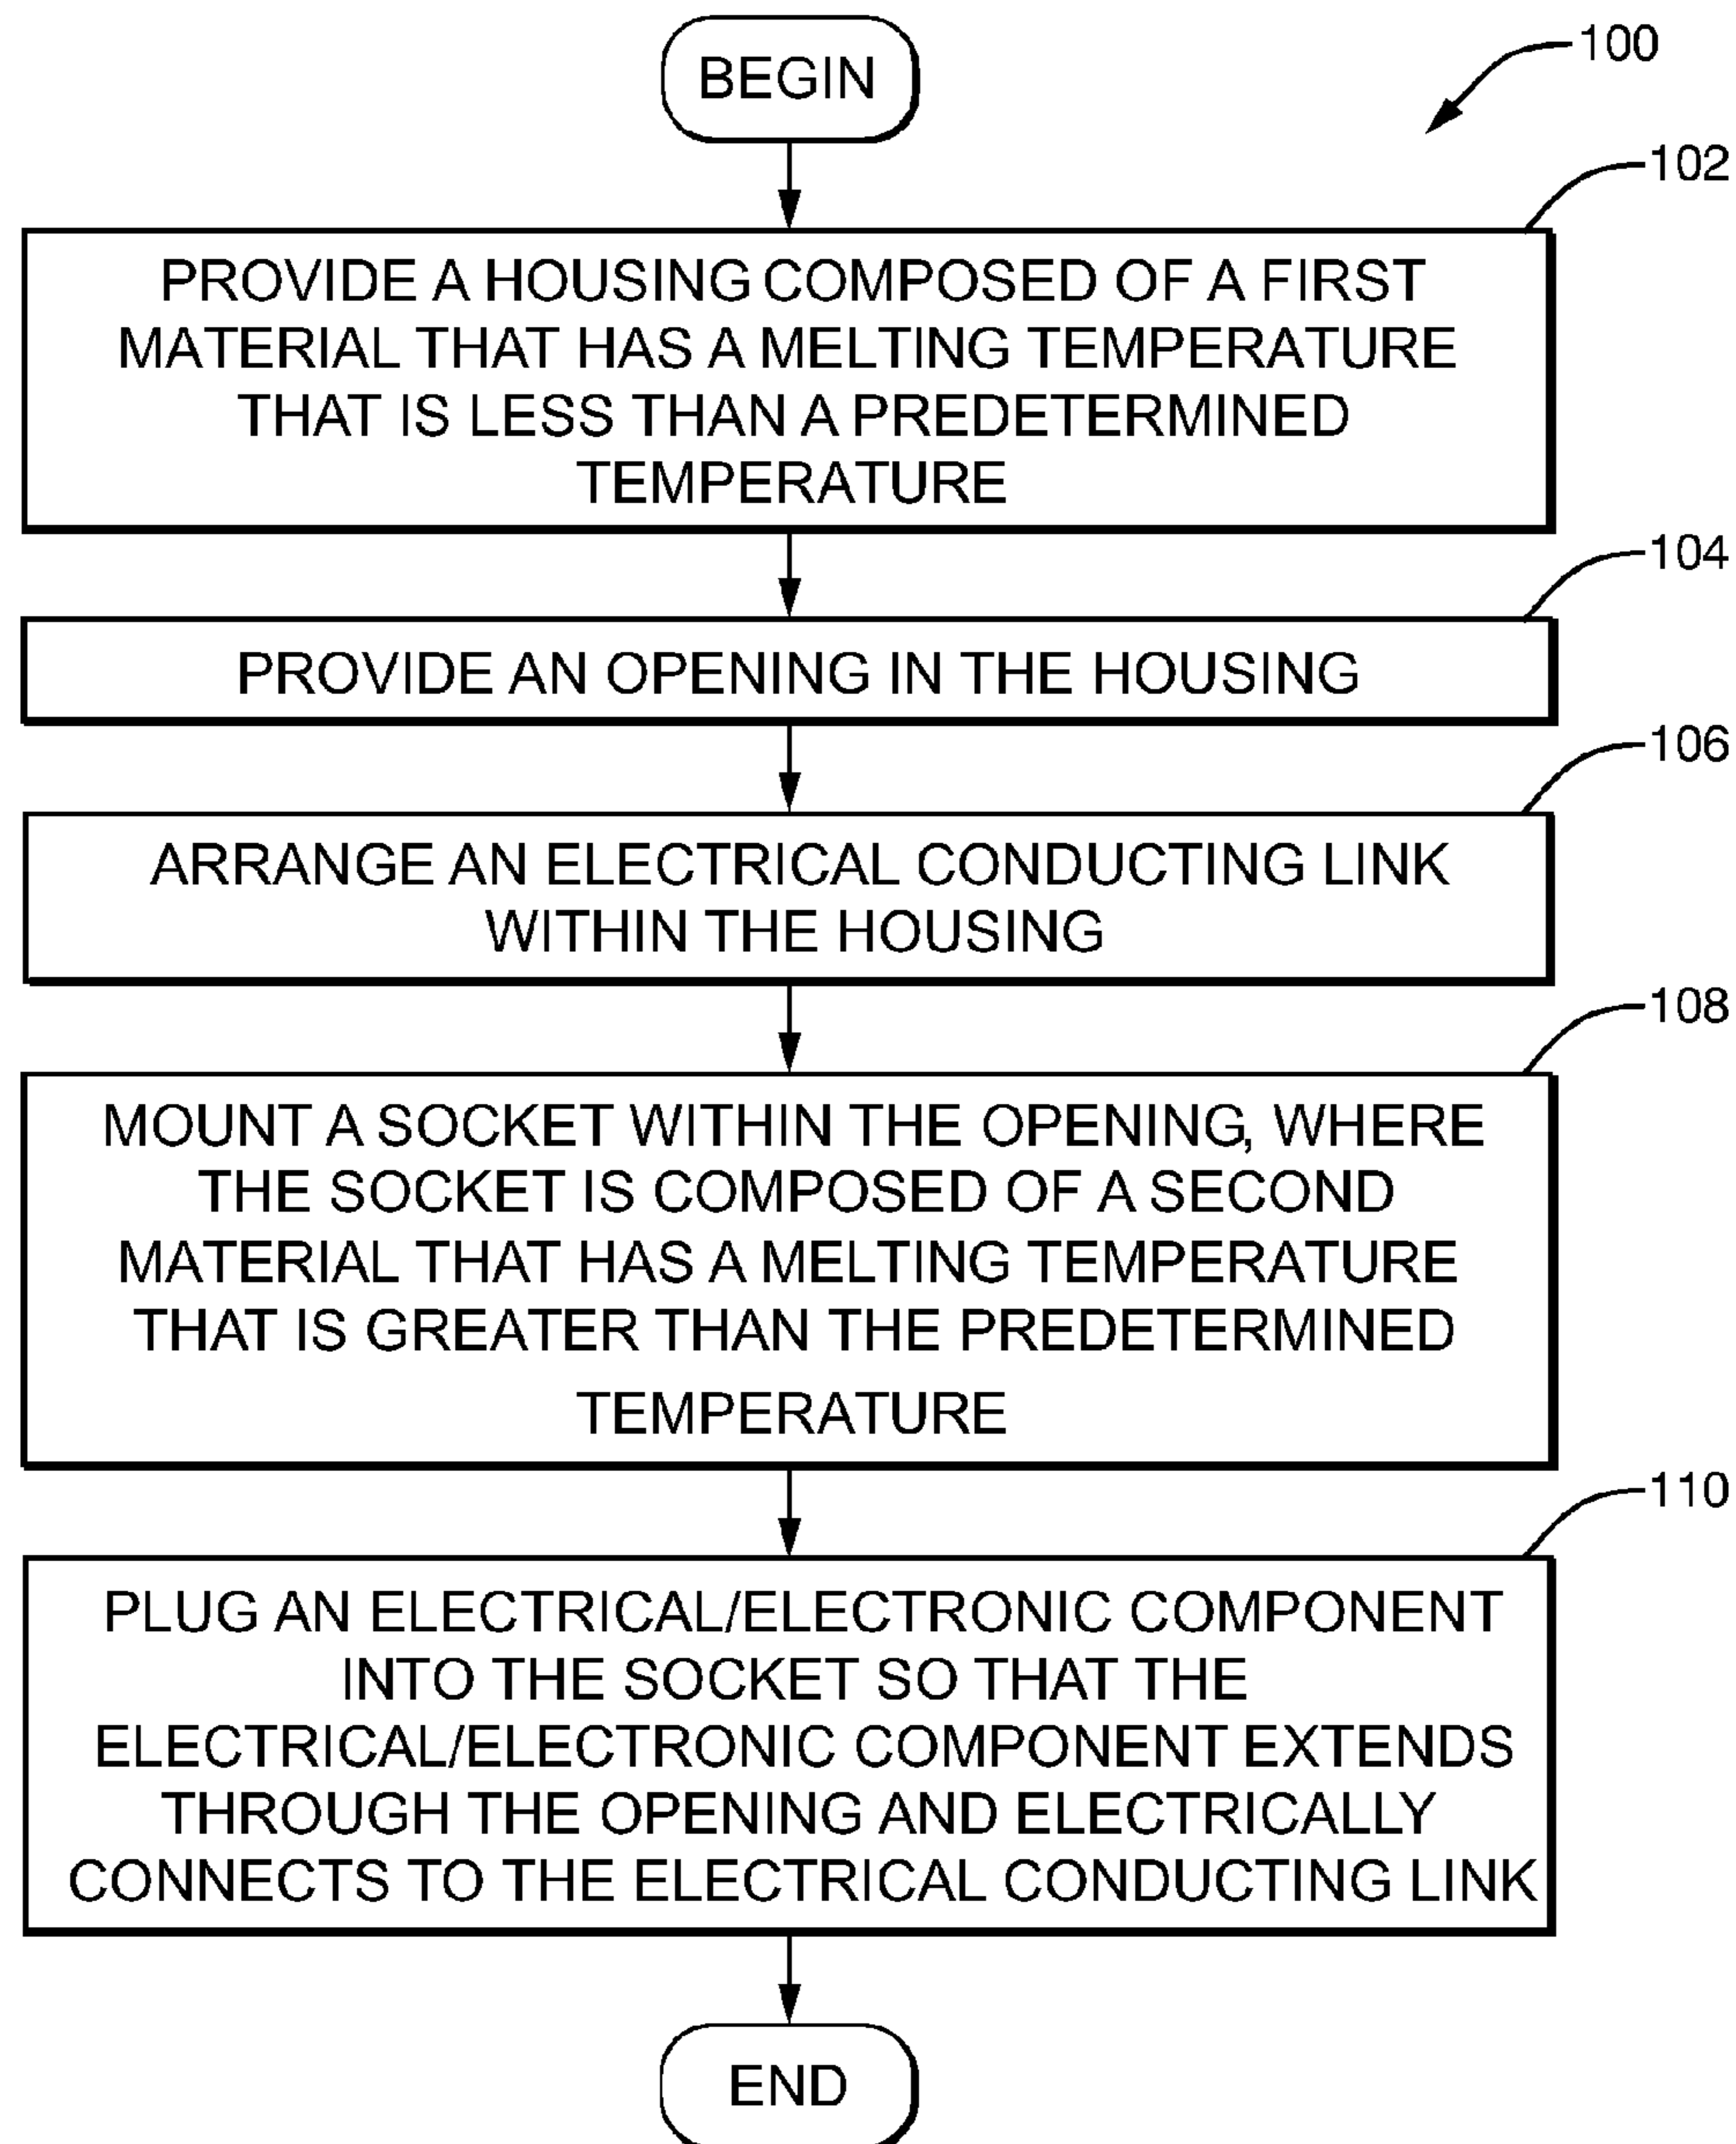 BEGIN
100
102
PROVIDE A HOUSING COMPOSED OF A FIRST
MATERIAL THAT HAS A MELTING TEMPERATURE
THAT IS LESS THAN A PREDETERMINED
TEMPERATURE
104
PROVIDE AN OPENING IN THE HOUSING
106
ARRANGE AN ELECTRICAL CONDUCTING LINK
WITHIN THE HOUSING
108
MOUNT A SOCKET WITHIN THE OPENING, WHERE
THE SOCKET IS COMPOSED OF A SECOND
MATERIAL THAT HAS A MELTING TEMPERATURE
THAT IS GREATER THAN THE PREDETERMINED
TEMPERATURE
110
PLUG AN ELECTRICAL/ELECTRONIC COMPONENT
INTO THE SOCKET SO THAT THE
ELECTRICAL/ELECTRONIC COMPONENT EXTENDS
THROUGH THE OPENING AND ELECTRICALLY
CONNECTS TO THE ELECTRICAL CONDUCTING LINK
END